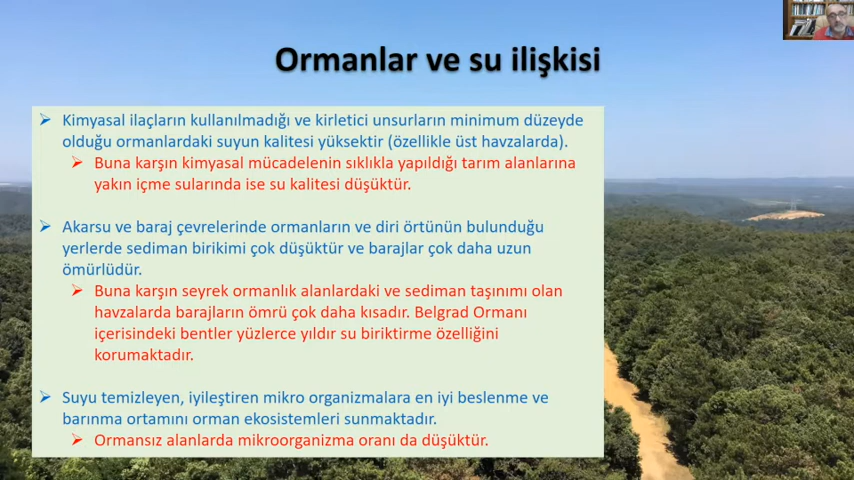 Ormanlar ve su ilişkisi
Kimyasal ilaçların kullanılmadığı ve kirletici unsurların minimum düzeyde
olduğu ormanlardaki suyun kalitesi yüksektir (özellikle üst havzalarda).
Buna karşın kimyasal mücadelenin sıklıkla yapıldığı tarım alanlarına
yakın içme sularında ise su kalitesi düşüktür.
Akarsu ve baraj çevrelerinde ormanların ve diri örtünün bulunduğu
yerlerde sediman birikimi çok düşüktür ve barajlar çok daha uzun
ömürlüdür.
Buna karşın seyrek ormanlık alanlardaki ve sediman taşınımı olan
havzalarda barajların ömrü çok daha kısadır. Belgrad Ormanı
içerisindeki bentler yüzlerce yıldır su biriktirme özelliğini
korumaktadır.
Suyu temizleyen, iyileştiren mikro organizmalara en iyi beslenme ve
barınma ortamını orman ekosistemleri sunmaktadır.
Ormansız alanlarda mikroorganizma oranı da düşüktür.